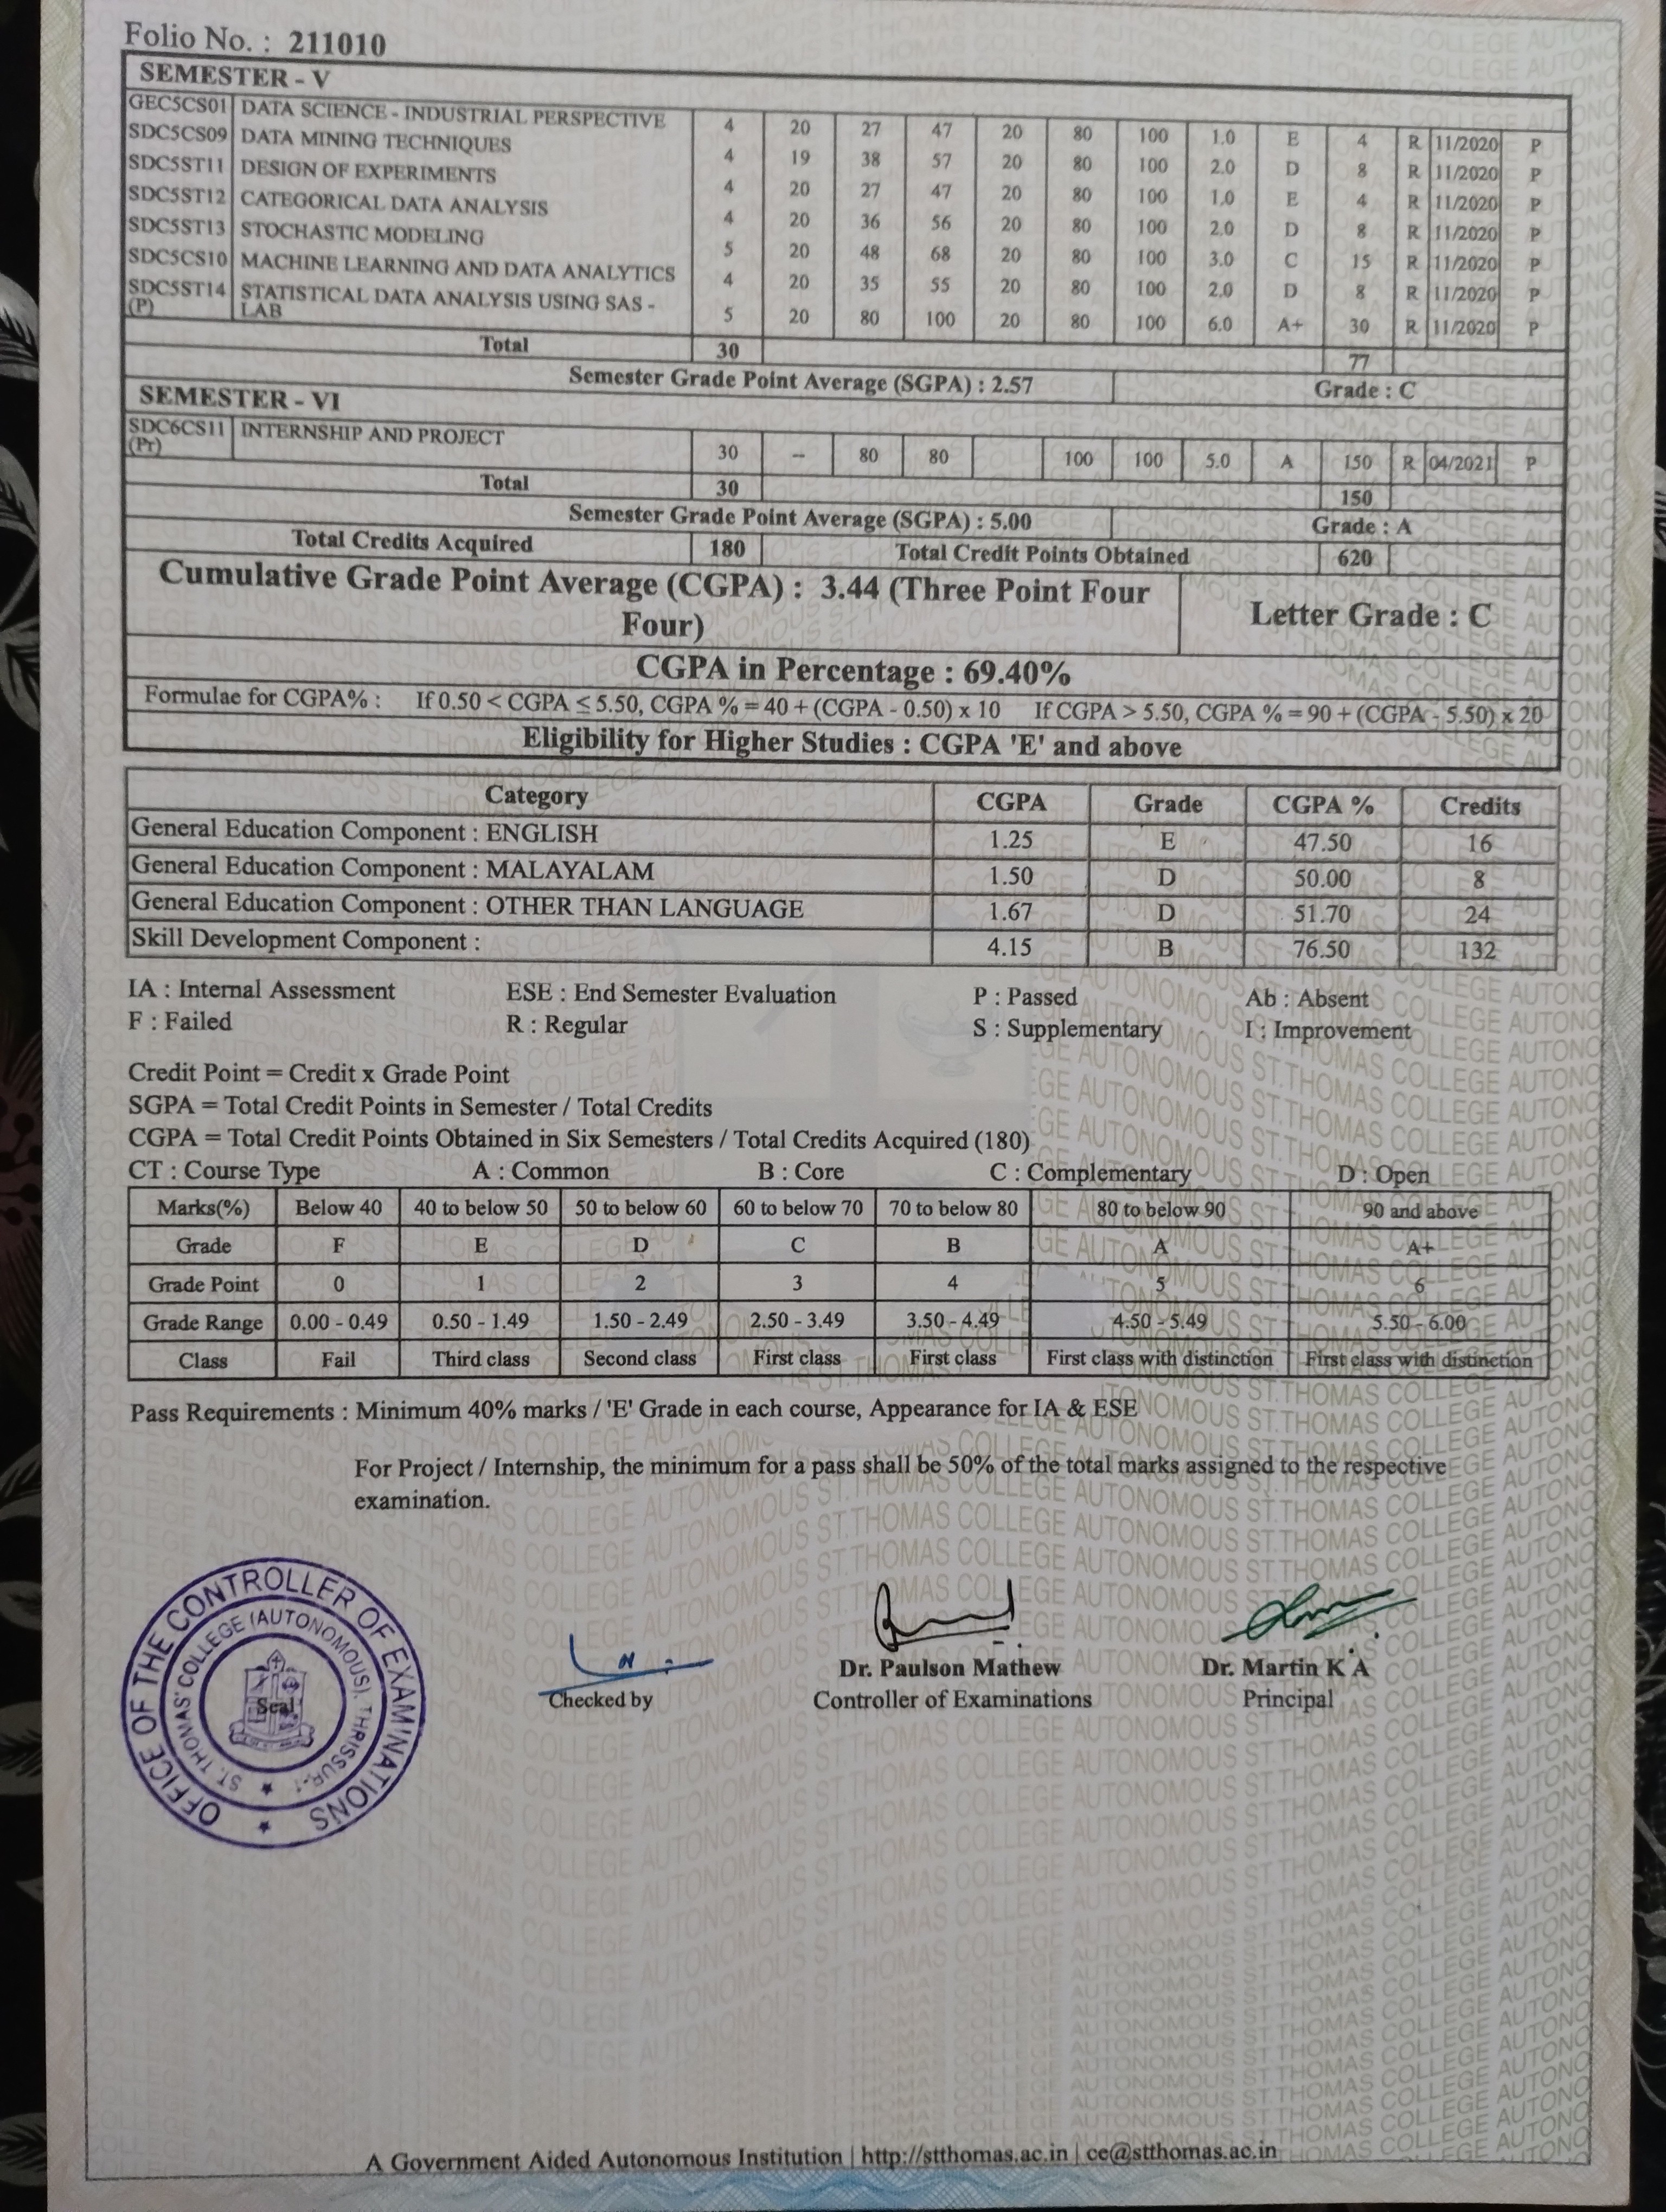 Folio No. : 211010
SEMESTER - V
GEC5CS01 DATA SCIENCE - INDUSTRIAL PERSPECTIVE 4 20 27 47 20 80 100 1.0 E 4 R 11/2020 P
SDC5CS09 DATA MINING TECHNIQUES 4 19 38 57 20 80 100 2.0 D 8 R 11/2020 P
SDC5ST11 DESIGN OF EXPERIMENTS 4 20 27 47 20 80 100 1.0 E 4 R 11/2020 P
SDC5ST12 CATEGORICAL DATA ANALYSIS 4 20 36 56 20 80 100 2.0 D 8 R 11/2020 P
SDC5ST13 STOCHASTIC MODELING 5 20 48 68 20 80 100 3.0 C 15 R 11/2020 P
SDC5CS10 MACHINE LEARNING AND DATA ANALYTICS 4 20 35 55 20 80 100 2.0 D 8 R 11/2020 P
SDC5ST14 STATISTICAL DATA ANALYSIS USING SAS -
(P) LAB 5 20 80 100 20 80 100 6.0 A+ 30 R 11/2020 P
Total 30 77
Semester Grade Point Average (SGPA) : 2.57 Grade : C
SEMESTER - VI
SDC6CS11 INTERNSHIP AND PROJECT
(Pr) 30 -- 80 80 100 100 5.0 A 150 R 04/2021 P
Total 30 150
Semester Grade Point Average (SGPA) : 5.00 Grade : A
Total Credits Acquired 180 Total Credit Points Obtained 620
Cumulative Grade Point Average (CGPA) : 3.44 (Three Point Four
Four) Letter Grade : C
CGPA in Percentage : 69.40%
Formulae for CGPA% : If 0.50 < CGPA ≤ 5.50, CGPA % = 40 + (CGPA - 0.50) x 10 If CGPA > 5.50, CGPA % = 90 + (CGPA - 5.50) x 20
Eligibility for Higher Studies : CGPA 'E' and above
Category CGPA Grade CGPA % Credits
General Education Component : ENGLISH 1.25 E 47.50 16
General Education Component : MALAYALAM 1.50 D 50.00 8
General Education Component : OTHER THAN LANGUAGE 1.67 D 51.70 24
Skill Development Component : 4.15 B 76.50 132
IA : Internal Assessment ESE : End Semester Evaluation P : Passed Ab : Absent
F : Failed R : Regular S : Supplementary I : Improvement
Credit Point = Credit x Grade Point
SGPA = Total Credit Points in Semester / Total Credits
CGPA = Total Credit Points Obtained in Six Semesters / Total Credits Acquired (180)
CT : Course Type A : Common B : Core C : Complementary D : Open
Marks(%) Below 40 40 to below 50 50 to below 60 60 to below 70 70 to below 80 80 to below 90 90 and above
Grade F E D C B A A+
Grade Point 0 1 2 3 4 5 6
Grade Range 0.00 - 0.49 0.50 - 1.49 1.50 - 2.49 2.50 - 3.49 3.50 - 4.49 4.50 - 5.49 5.50 - 6.00
Class Fail Third class Second class First class First class First class with distinction First class with distinction
Pass Requirements : Minimum 40% marks / 'E' Grade in each course, Appearance for IA & ESE
For Project / Internship, the minimum for a pass shall be 50% of the total marks assigned to the respective
examination.
OFFICE OF THE CONTROLLER OF EXAMINATIONS
ST. THOMAS' COLLEGE (AUTONOMOUS), THRISSUR-1
Seal
Checked by
Dr. Paulson Mathew
Controller of Examinations
Dr. Martin K A
Principal
A Government Aided Autonomous Institution | http://stthomas.ac.in | ce@stthomas.ac.in